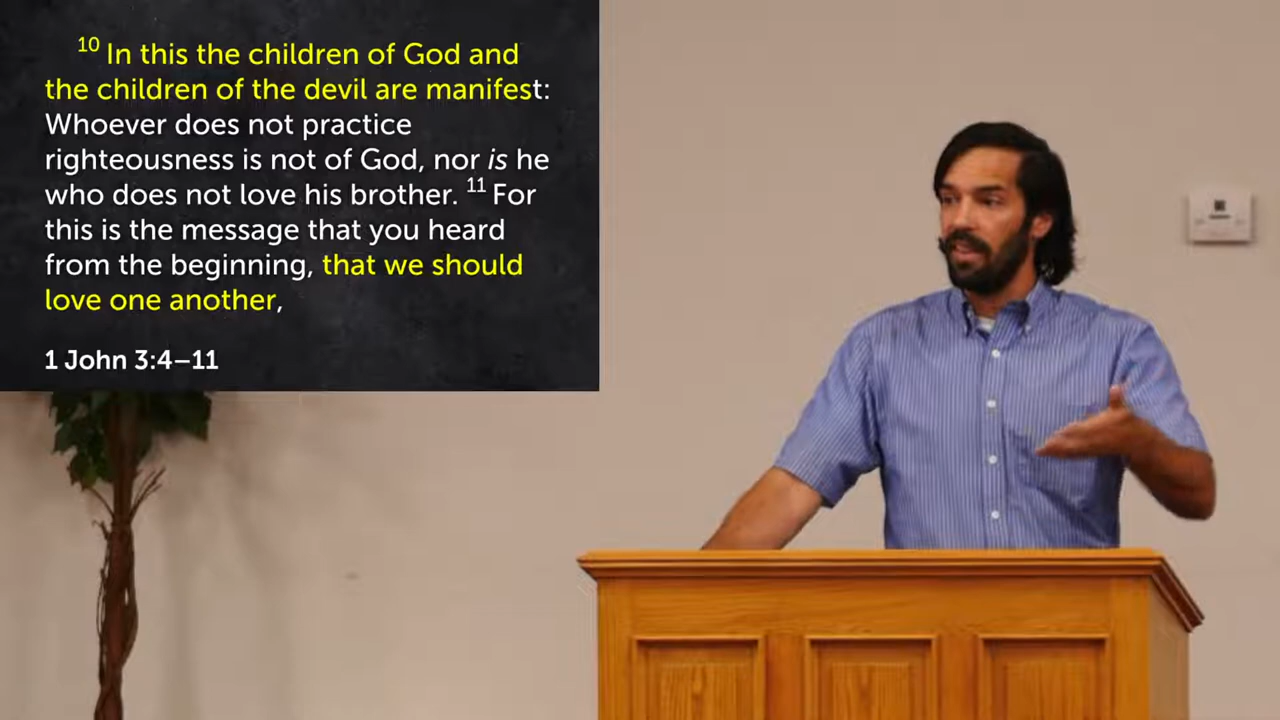 10 In this the children of God and
the children of the devil are manifest:
Whoever does not practice
righteousness is not of God, nor is he
who does not love his brother. 11 For
this is the message that you heard
from the beginning, that we should
love one another,
1 John 3:4–11